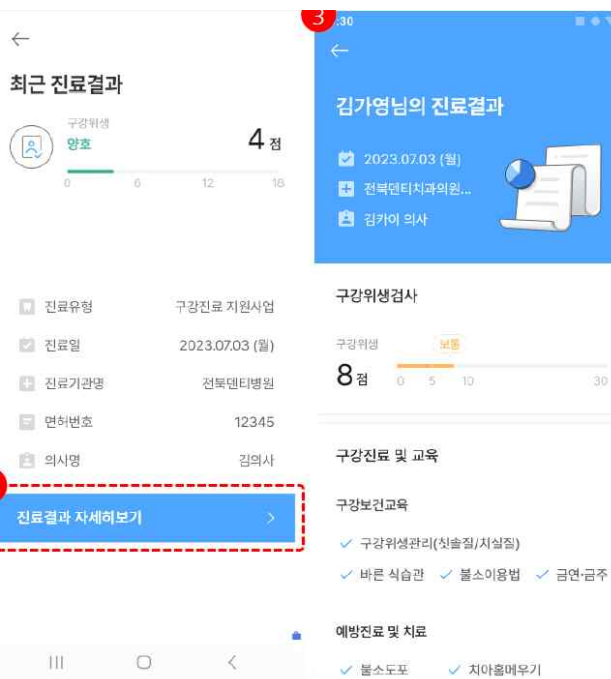 최근 진료결과
구강위생
양호
4 점
0 6 12 18
진료유형 구강진료 지원사업
진료일 2023.07.03 (월)
진료기관명 전북덴티병원
면허번호 12345
의사명 김의사
진료결과 자세히보기
3
:30
김가영님의 진료결과
2023.07.03 (월)
전북덴티치과의원...
김카이 의사
구강위생검사
구강위생 보통
8 점 0 5 10 30
구강진료 및 교육
구강보건교육
구강위생관리(칫솔질/치실질)
바른 식습관 불소이용법 금연·금주
예방진료 및 치료
불소도포 치아홈메우기